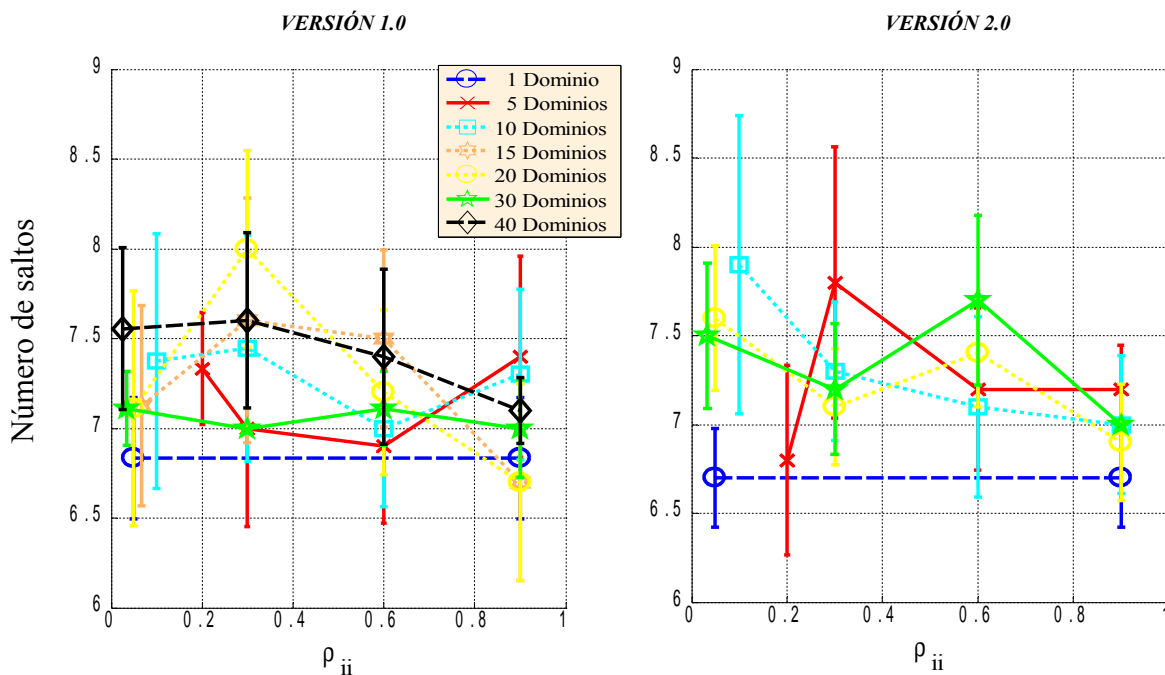 VERSIÓN 1.0
VERSIÓN 2.0
9
8.5
8
7.5
7
6.5
6
0
0.2
0.4
0.6
0.8
1
ρ ii
Número de saltos
1 Dominio
5 Dominios
10 Dominios
15 Dominios
20 Dominios
30 Dominios
40 Dominios
9
8.5
8
7.5
7
6.5
6
0
0.2
0.4
0.6
0.8
1
ρ ii